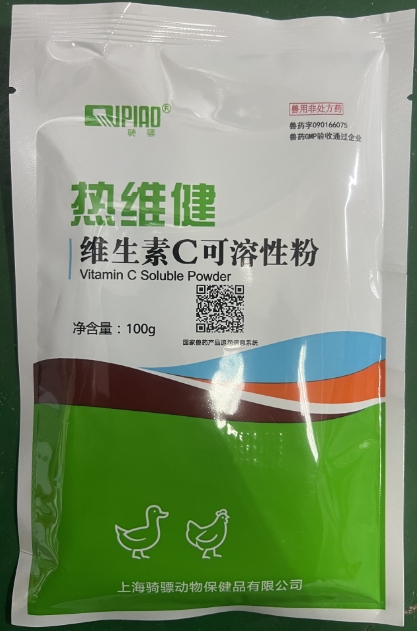 QIPIAO®
骑骠
兽用非处方药
兽药字090166075
兽药GMP验收通过企业
热维健
维生素C可溶性粉
Vitamin C Soluble Powder
净含量：100g
国家兽药产品追溯信息系统
上海骑骠动物保健品有限公司